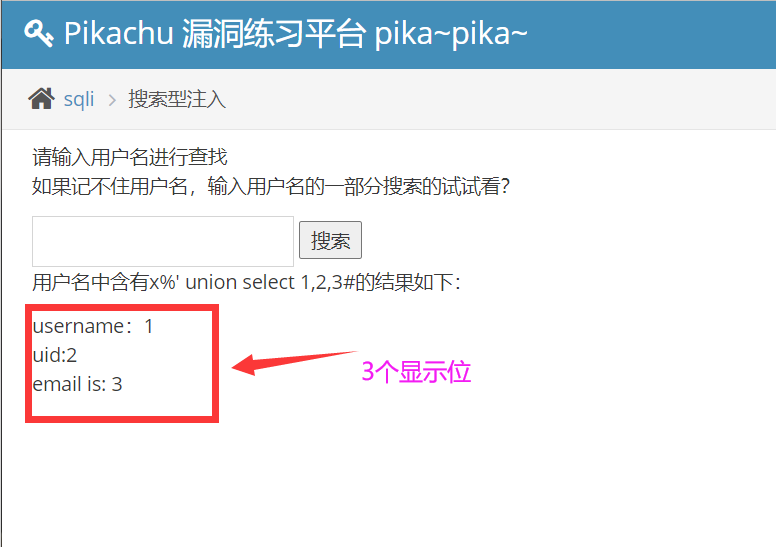 Pikachu 漏洞练习平台 pika~pika~
sqli > 搜索型注入
请输入用户名进行查找
如果记不住用户名，输入用户名的一部分搜索的试试看？
搜索
用户名中含有x%' union select 1,2,3#的结果如下：
username：1
uid:2
email is: 3
3个显示位